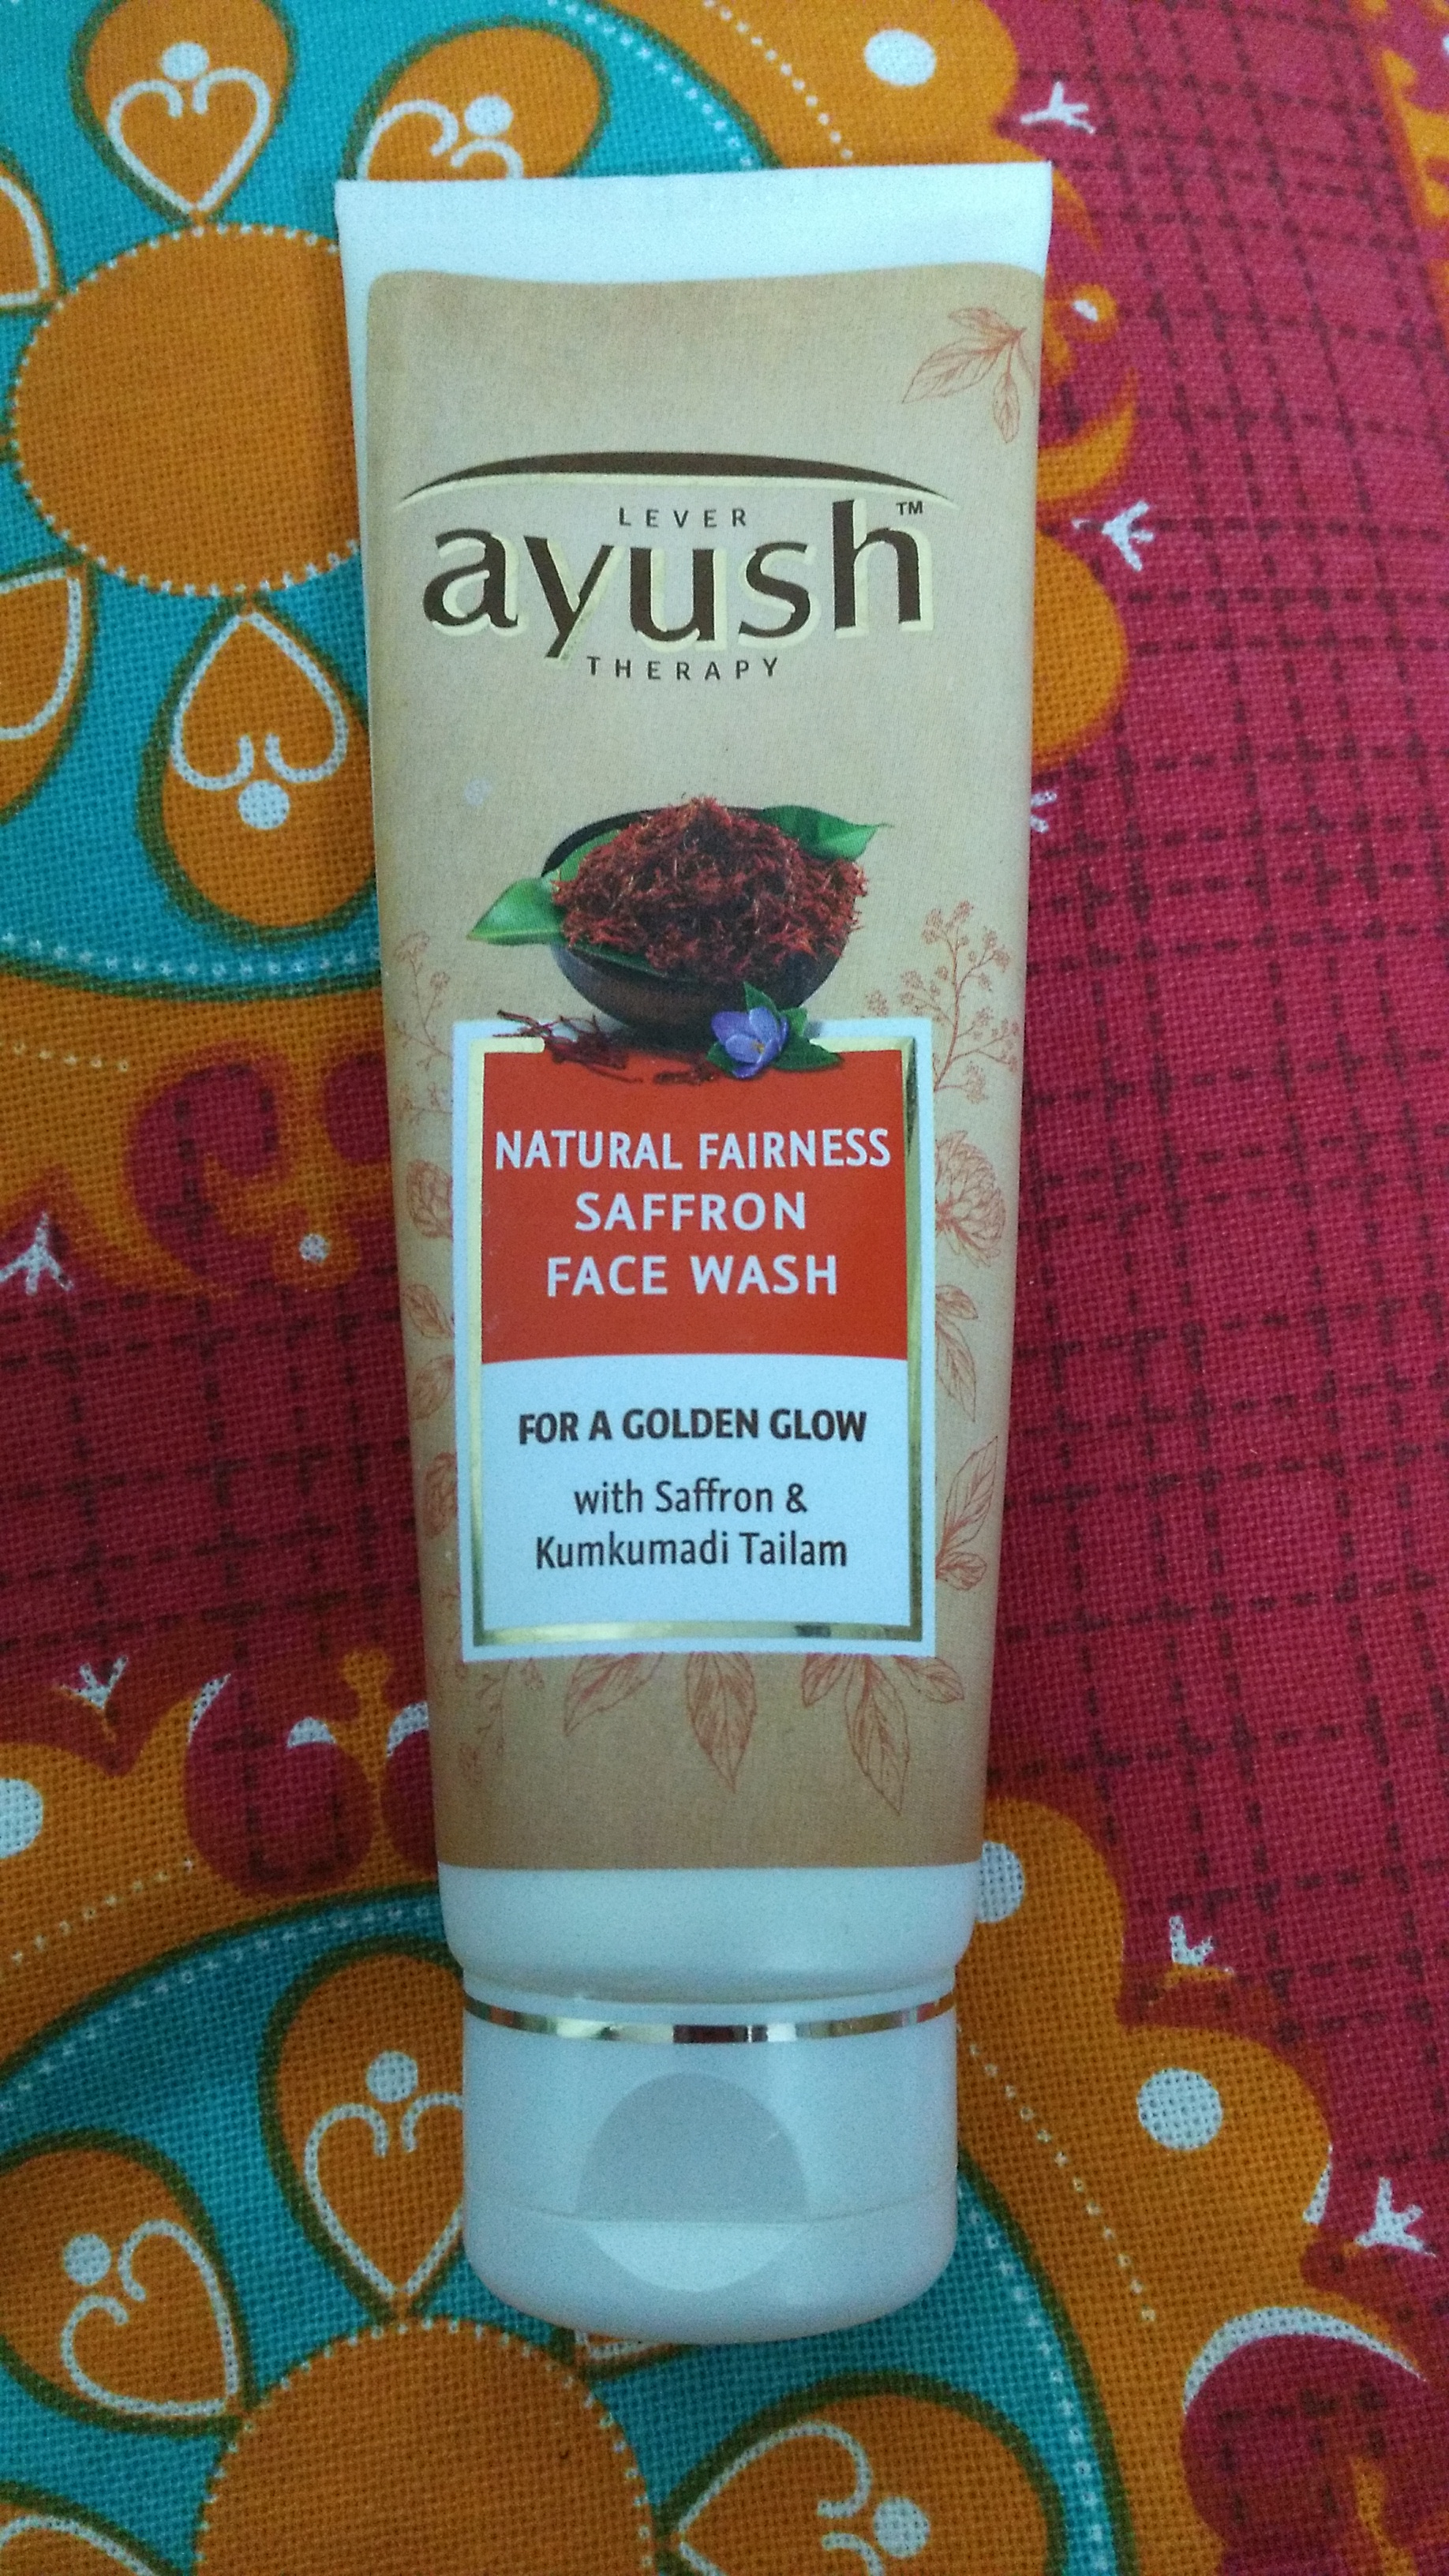 LEVER
ayush™
THERAPY
NATURAL FAIRNESS
SAFFRON
FACE WASH
FOR A GOLDEN GLOW
with Saffron &
Kumkumadi Tailam